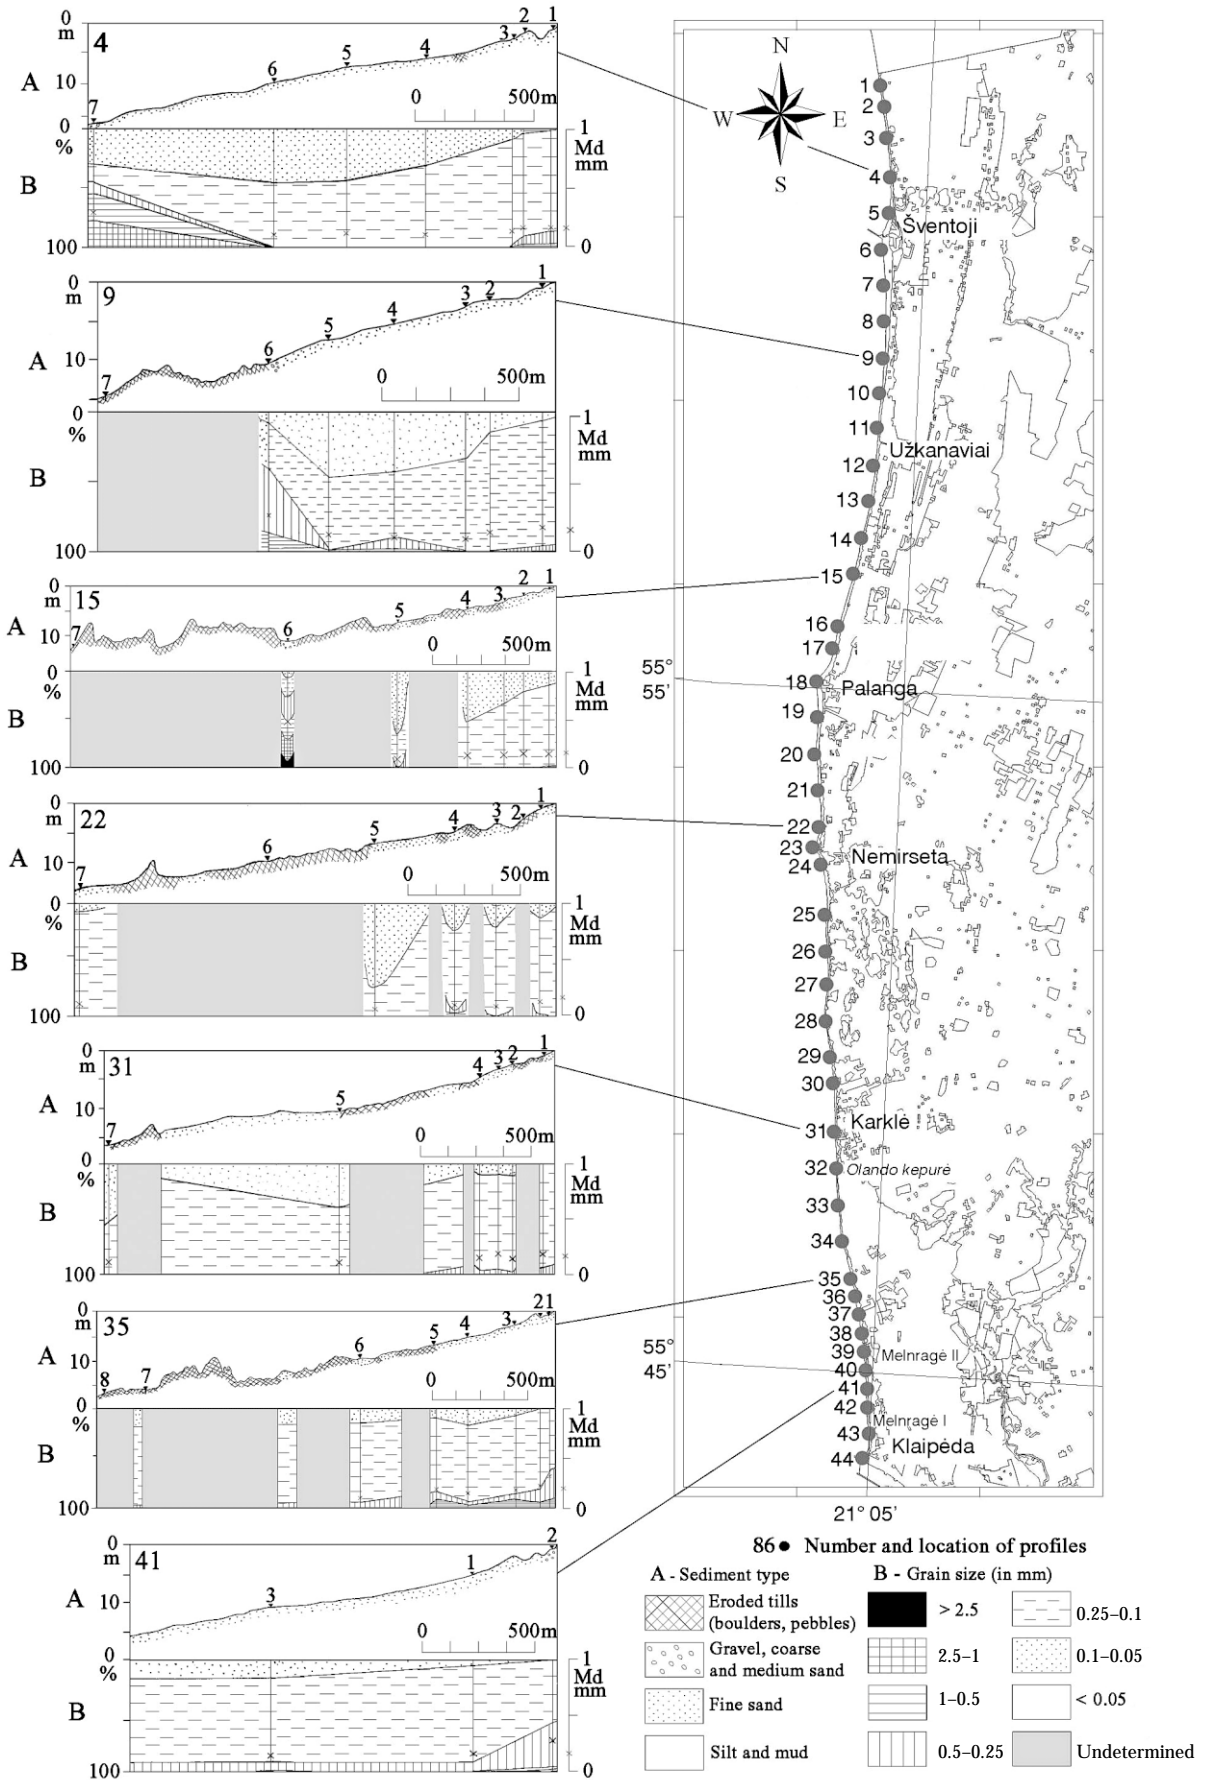 0
m
4
A
10
0
7
6
5
4
3
2
1
0
500m
%
B
100
1
Md
mm
0
0
m
9
A
10
0
7
6
5
4
3
2
1
0
500m
%
B
100
1
Md
mm
0
0
m
15
A
10
0
7
6
5
4
3
2
1
0
500m
%
B
100
1
Md
mm
0
0
m
22
A
10
0
7
6
5
4
3
2
1
0
500m
%
B
100
1
Md
mm
0
0
m
31
A
10
0
7
5
4
3
2
1
0
500m
%
B
100
1
Md
mm
0
0
m
35
A
10
0
8
7
6
5
4
3
21
0
500m
%
B
100
1
Md
mm
0
0
m
41
A
10
0
3
1
2
0
500m
%
B
100
1
Md
mm
0
N
W
E
S
1
2
3
4
5
Šventoji
6
7
8
9
10
11
Užkanaviai
12
13
14
15
16
17
55°
55'
18
Palanga
19
20
21
22
23
Nemirseta
24
25
26
27
28
29
30
31
Karklė
32
Olando kepurė
33
34
35
36
37
38
39
Melnragė II
55°
45'
40
41
42
Melnragė I
43
Klaipėda
44
21° 05'
86 ● Number and location of profiles
A - Sediment type
Eroded tills
(boulders, pebbles)
Gravel, coarse
and medium sand
Fine sand
Silt and mud
B - Grain size (in mm)
> 2.5
2.5–1
1–0.5
0.5–0.25
0.25–0.1
0.1–0.05
< 0.05
Undetermined